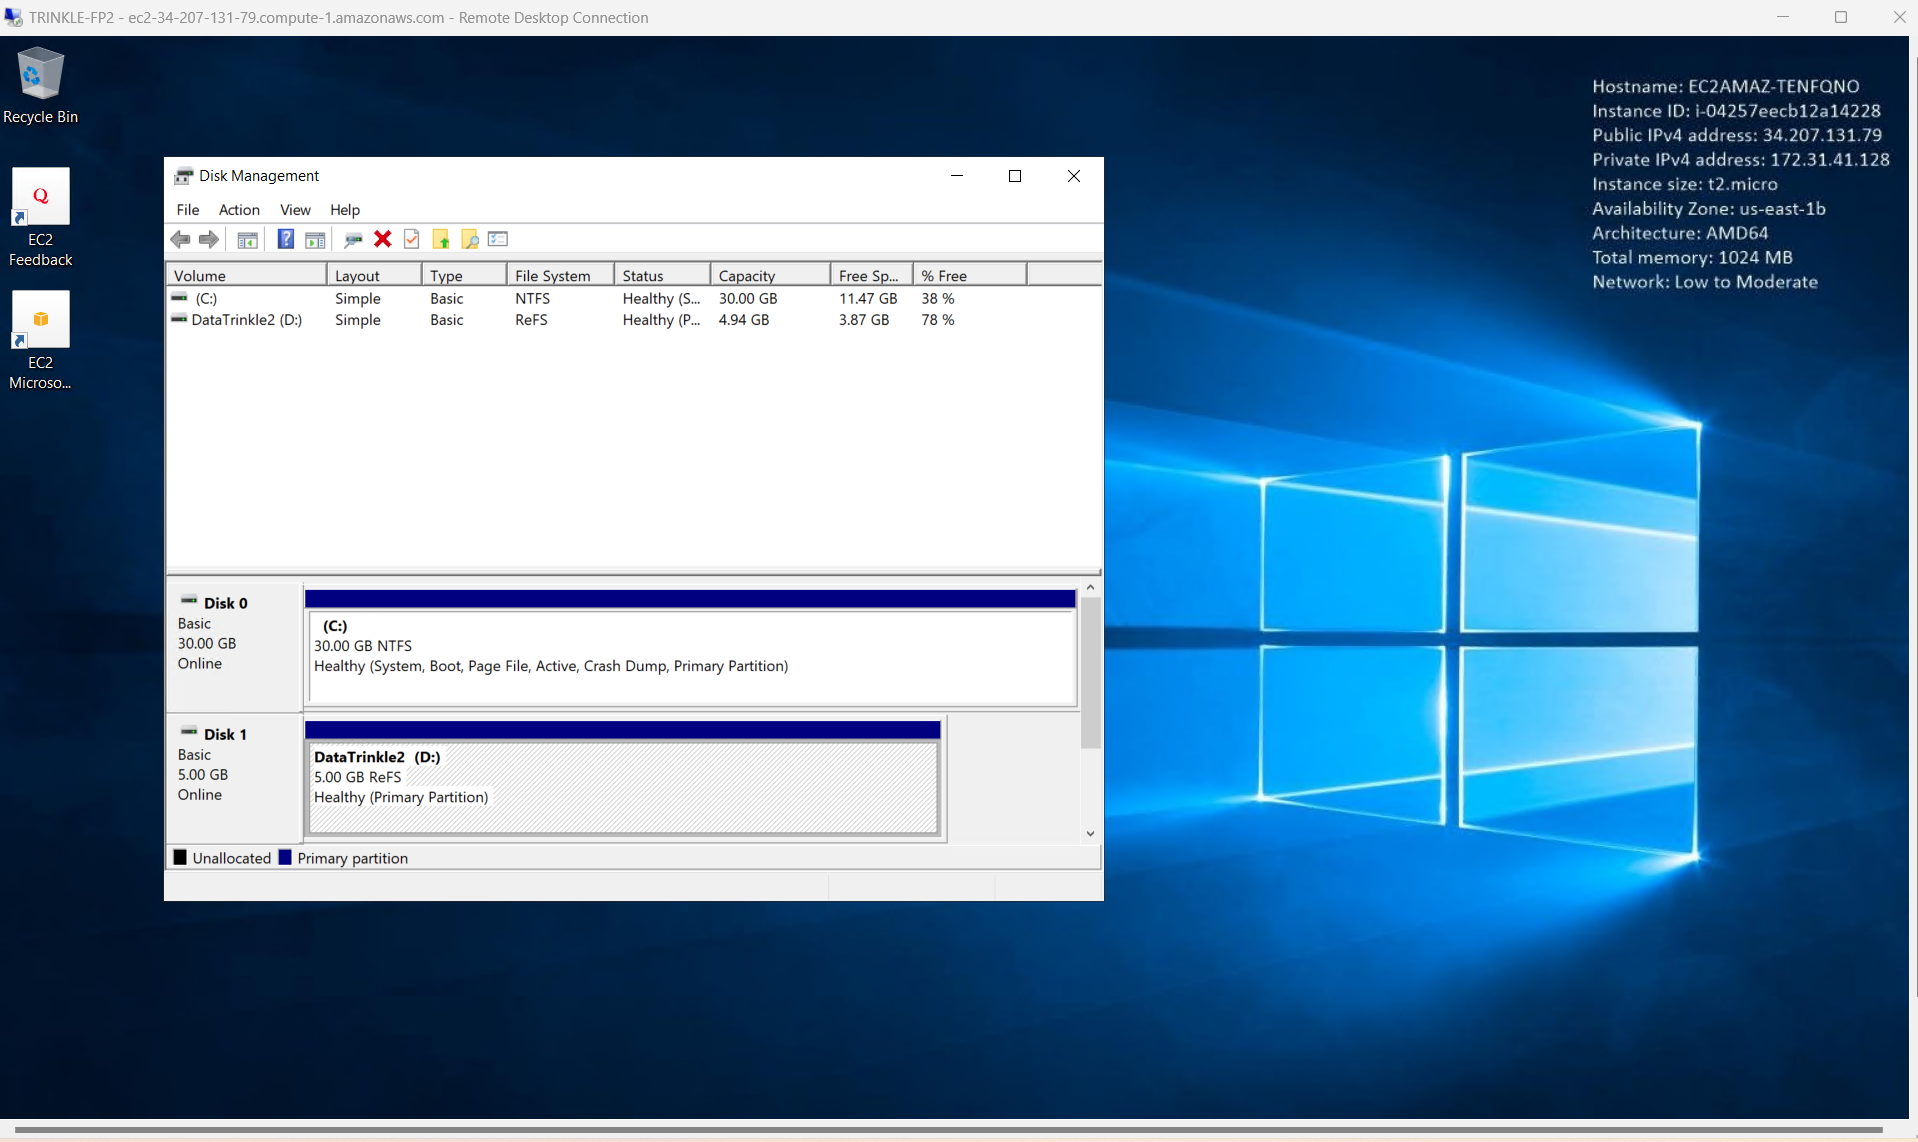 TRINKLE-FP2 - ec2-34-207-131-79.compute-1.amazonaws.com - Remote Desktop Connection
Recycle Bin
EC2
Feedback
EC2
Microso...
Hostname: EC2AMAZ-TENFQNO
Instance ID: i-04257eecb12a14228
Public IPv4 address: 34.207.131.79
Private IPv4 address: 172.31.41.128
Instance size: t2.micro
Availability Zone: us-east-1b
Architecture: AMD64
Total memory: 1024 MB
Network: Low to Moderate
Disk Management
File Action View Help
Volume Layout Type File System Status Capacity Free Sp... % Free
(C:) Simple Basic NTFS Healthy (S... 30.00 GB 11.47 GB 38 %
DataTrinkle2 (D:) Simple Basic ReFS Healthy (P... 4.94 GB 3.87 GB 78 %
Disk 0
Basic
30.00 GB
Online
(C:)
30.00 GB NTFS
Healthy (System, Boot, Page File, Active, Crash Dump, Primary Partition)
Disk 1
Basic
5.00 GB
Online
DataTrinkle2 (D:)
5.00 GB ReFS
Healthy (Primary Partition)
Unallocated Primary partition